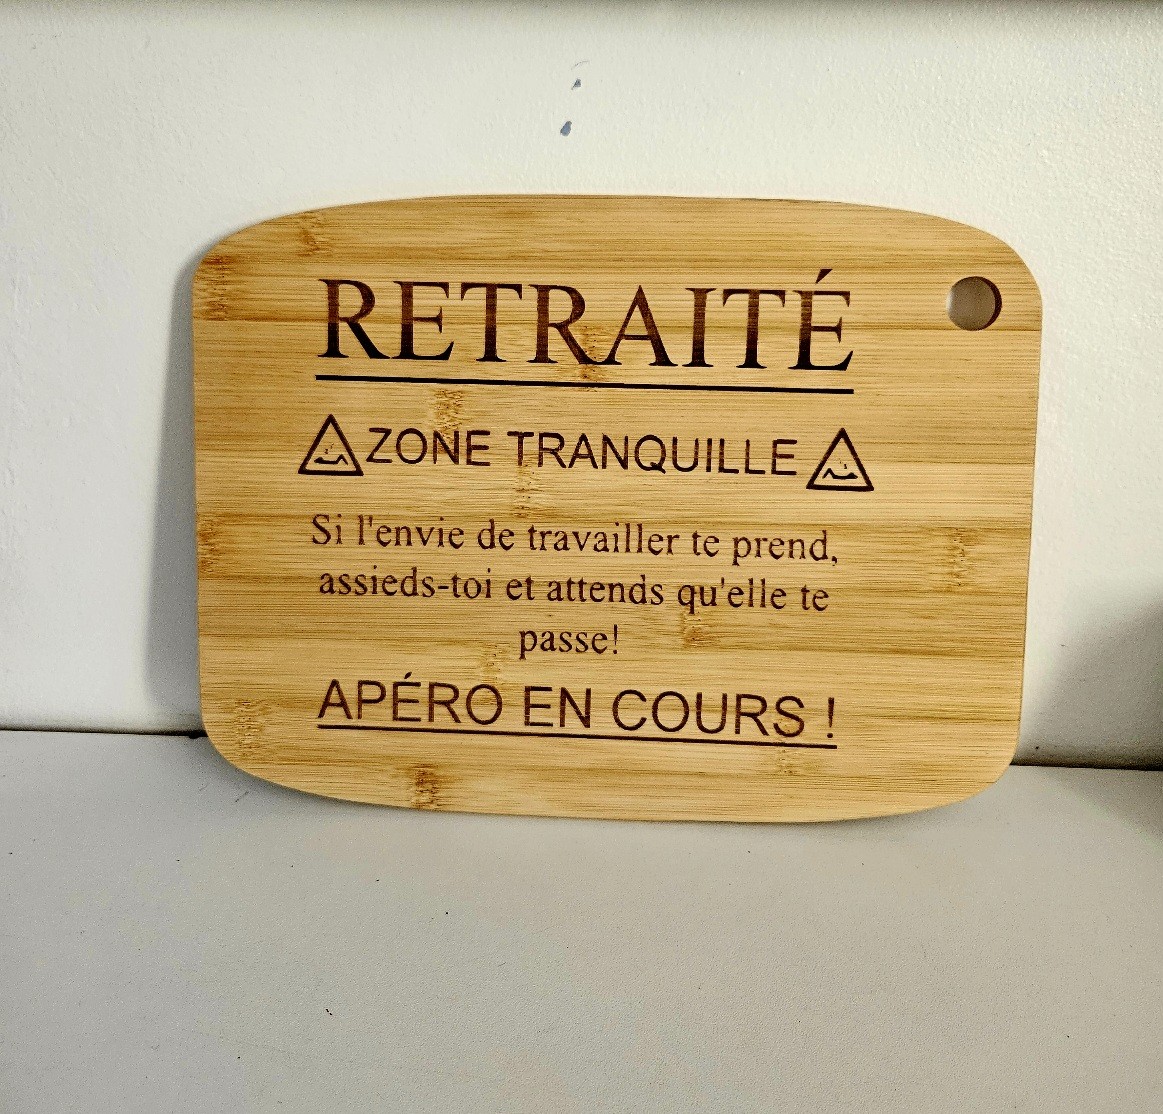 RETRAITÉ
ZONE TRANQUILLE
Si l'envie de travailler te prend,
assieds-toi et attends qu'elle te
passe!
APÉRO EN COURS !